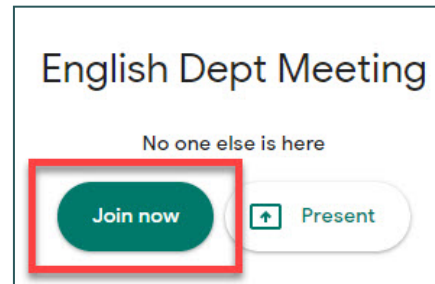 English Dept Meeting
No one else is here
Join now Present